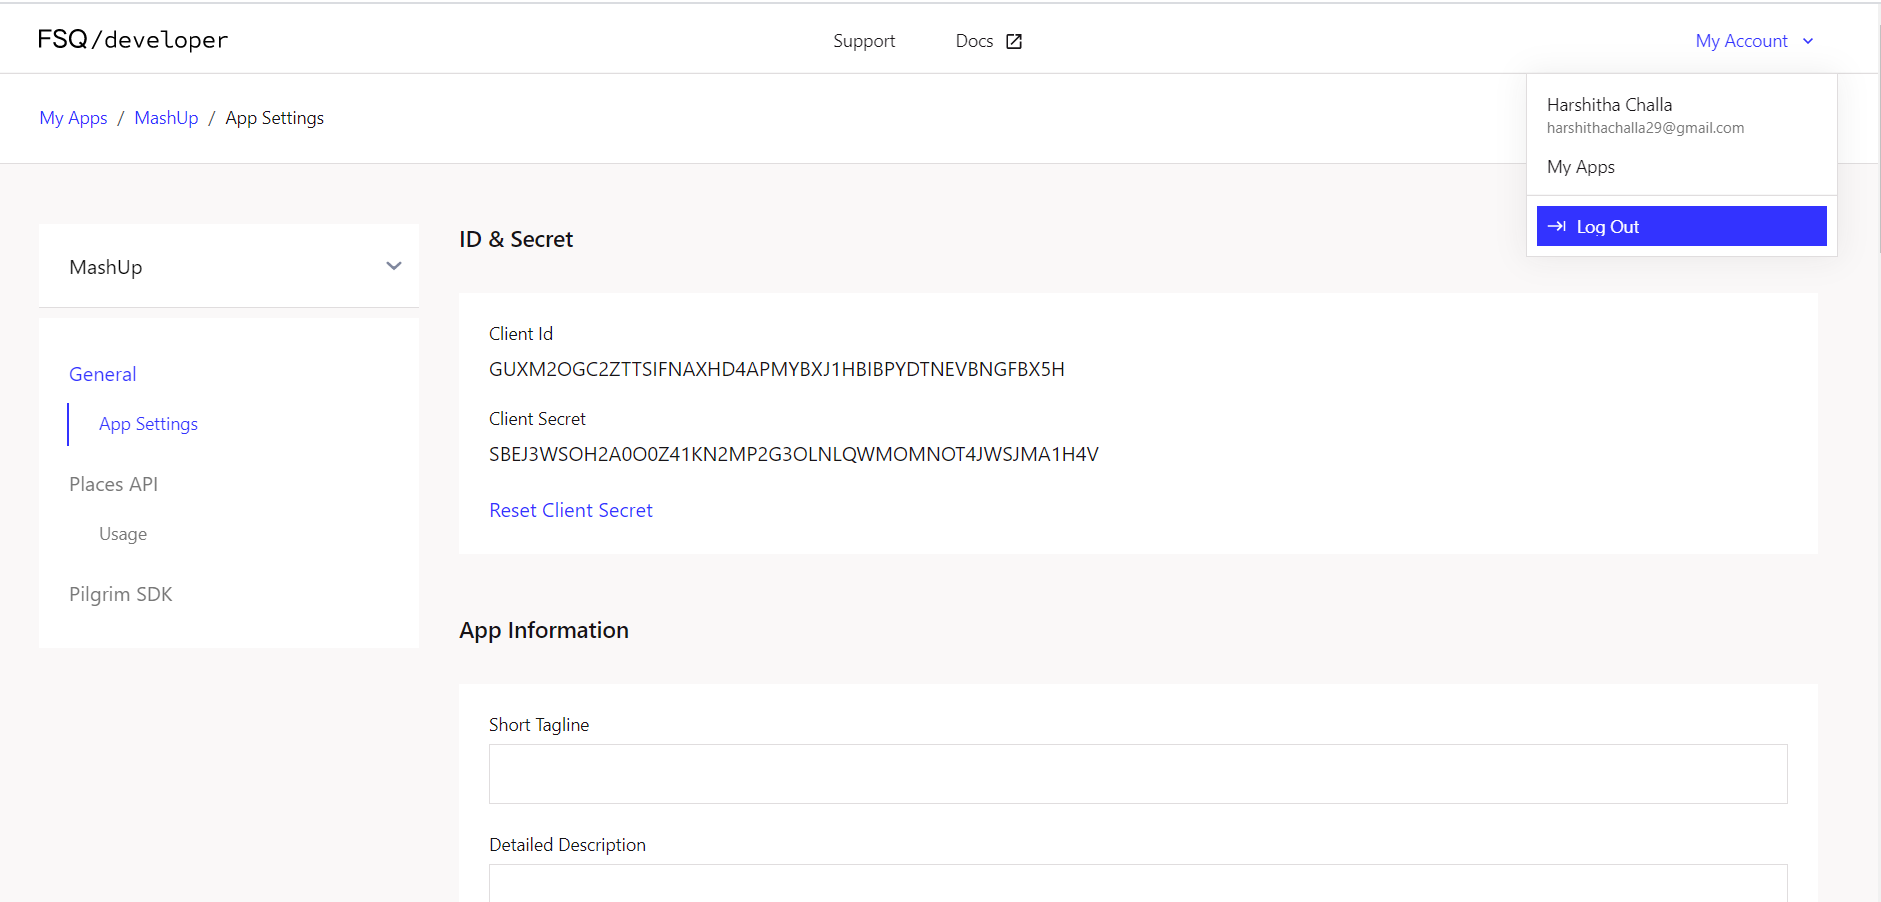 FSQ/developer
Support
Docs
My Account
Harshitha Challa
harshithachalla29@gmail.com
My Apps
Log Out
My Apps / MashUp / App Settings
MashUp
General
App Settings
Places API
Usage
Pilgrim SDK
ID & Secret
Client Id
GUXM2OGC2ZTTSIFNAXHD4APMYBXJ1HBIBPYDTNEVBNGFBX5H
Client Secret
SBEJ3WSOH2A0O0Z41KN2MP2G3OLNLQWMOMNOT4JWSJMA1H4V
Reset Client Secret
App Information
Short Tagline
Detailed Description